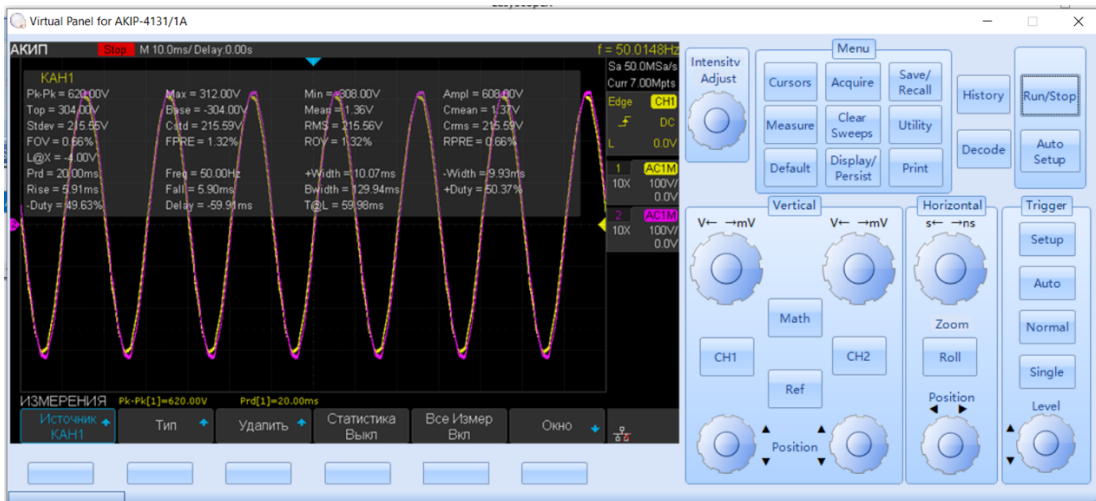 Virtual Panel for AKIP-4131/1A
АКИП Stop M 10.0ms/ Delay:0.00s f = 50.0148Hz
Sa 50.0MSa/s
Curr 7.00Mpts
КАН1
Pk-Pk = 620.00V Max = 312.00V Min = -308.00V Ampl = 608.00V
Top = 304.00V Base = -304.00V Mean = 1.36V Cmean = 1.37V
Stdev = 215.55V Cstd = 215.59V RMS = 215.56V Crms = 215.59V
FOV = 0.66% FPRE = 1.32% ROV = 1.32% RPRE = 0.66%
L@X = -4.00V
Prd = 20.00ms Freq = 50.00Hz +Width = 10.07ms -Width = 9.93ms
Rise = 5.91ms Fall = 5.90ms Bwidth = 129.94ms +Duty = 50.37%
-Duty = 49.63% Delay = -59.91ms T@L = 59.98ms
Edge CH1
DC
L 0.0V
1 AC1M
10X 100V/
0.0V
2 AC1M
10X 100V/
0.0V
ИЗМЕРЕНИЯ Pk-Pk[1]=620.00V Prd[1]=20.00ms
Источник КАН1
Тип
Удалить
Статистика Выкл
Все Измер Вкл
Окно
Intensity
Adjust
Menu
Cursors
Acquire
Save/
Recall
Measure
Clear
Sweeps
Utility
Default
Display/
Persist
Print
History
Decode
Run/Stop
Auto
Setup
Vertical
V← →mV
V← →mV
Math
CH1
CH2
Ref
Position
Horizontal
s← →ns
Zoom
Roll
Position
Trigger
Setup
Auto
Normal
Single
Level